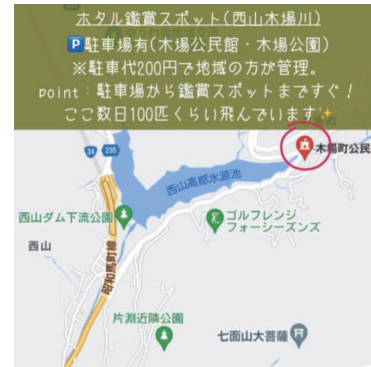 ホタル鑑賞スポット(西山木場川)
🅿駐車場有(木場公民館・木場公園)
※駐車代200円で地域の方が管理。
point:駐車場から鑑賞スポットまですぐ!
ここ数日100匹くらい飛んでいます✨
34
235
木場町公民
西山高部水源池
西山ダム下流公園
ゴルフレンジ
フォーシーズンズ
西山
昭和馬町線
片淵近隣公園
七面山大菩薩